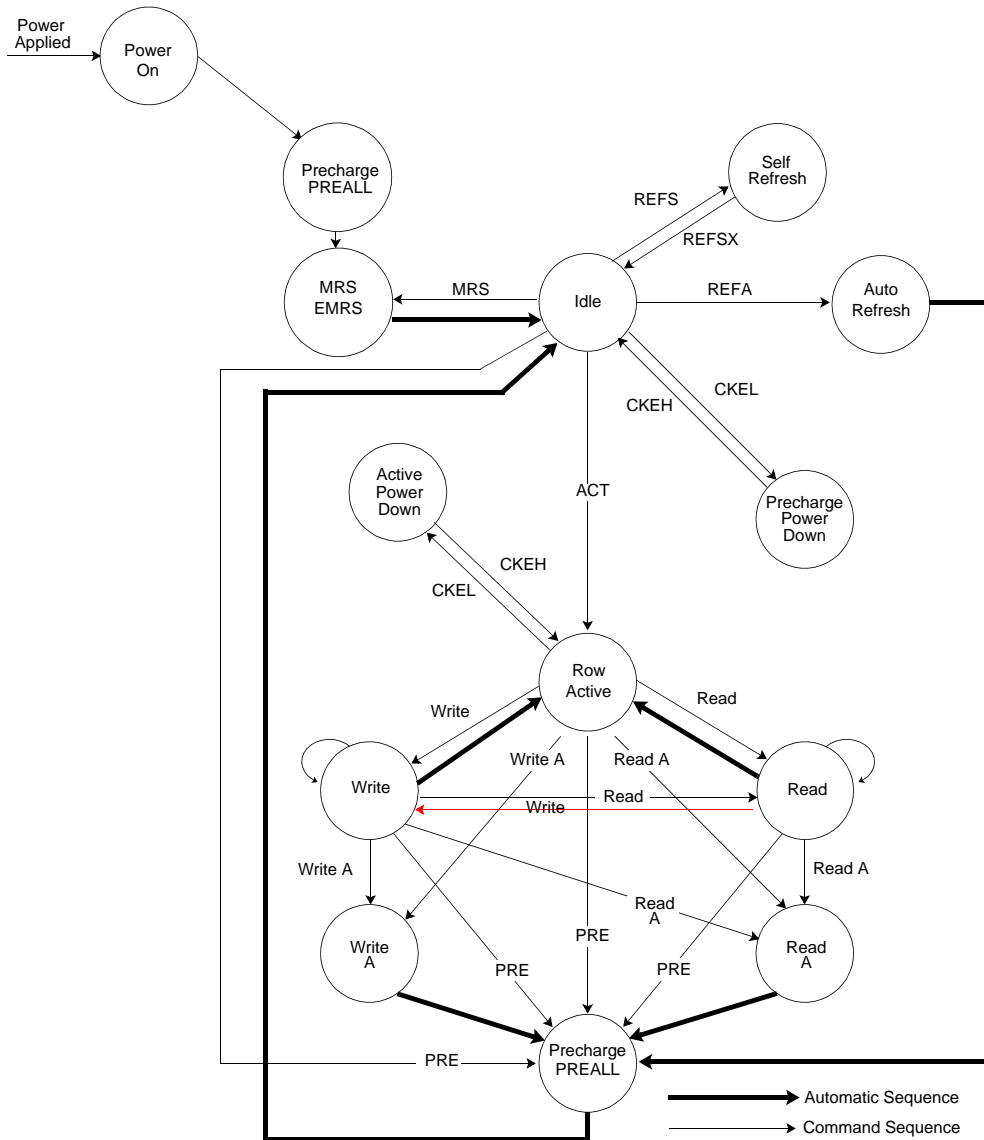 Power
Applied
Power
On
Precharge
PREALL
Self
Refresh
REFS
REFSX
MRS
EMRS
MRS
Idle
REFA
Auto
Refresh
CKEL
CKEH
Active
Power
Down
ACT
Precharge
Power
Down
CKEH
CKEL
Row
Active
Write
Read
Write A
Read A
Write
Read
Write
Read
Write A
Read A
Read
A
Write
A
PRE
Read
A
PRE
PRE
Precharge
PREALL
PRE
Automatic Sequence
Command Sequence